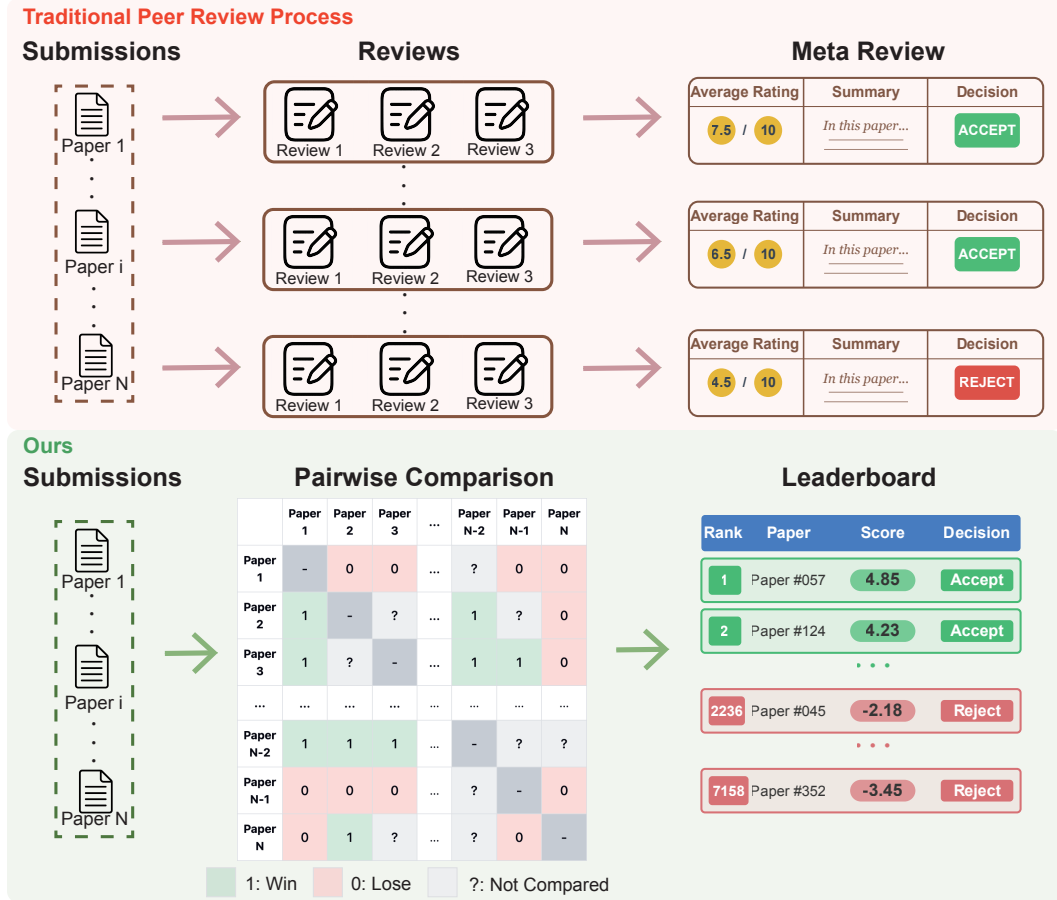 Traditional Peer Review Process
Submissions Reviews Meta Review
Paper 1
Review 1 Review 2 Review 3
Average Rating Summary Decision
7.5 / 10 In this paper... ACCEPT
Paper i
Review 1 Review 2 Review 3
Average Rating Summary Decision
6.5 / 10 In this paper... ACCEPT
Paper N
Review 1 Review 2 Review 3
Average Rating Summary Decision
4.5 / 10 In this paper... REJECT
Ours
Submissions Pairwise Comparison Leaderboard
Paper 1
Paper i
Paper N
Paper 1 Paper 2 Paper 3 ... Paper N-2 Paper N-1 Paper N
Paper 1 - 0 0 ... ? 0 0
Paper 2 1 - ? ... 1 ? 0
Paper 3 1 ? - ... 1 1 0
... ... ... ... ... ... ... ...
Paper N-2 1 1 1 ... - ? ?
Paper N-1 0 0 0 ... ? - 0
Paper N 0 1 ? ... ? 0 -
1: Win 0: Lose ?: Not Compared
Rank Paper Score Decision
1 Paper #057 4.85 Accept
2 Paper #124 4.23 Accept
...
2236 Paper #045 -2.18 Reject
...
7158 Paper #352 -3.45 Reject